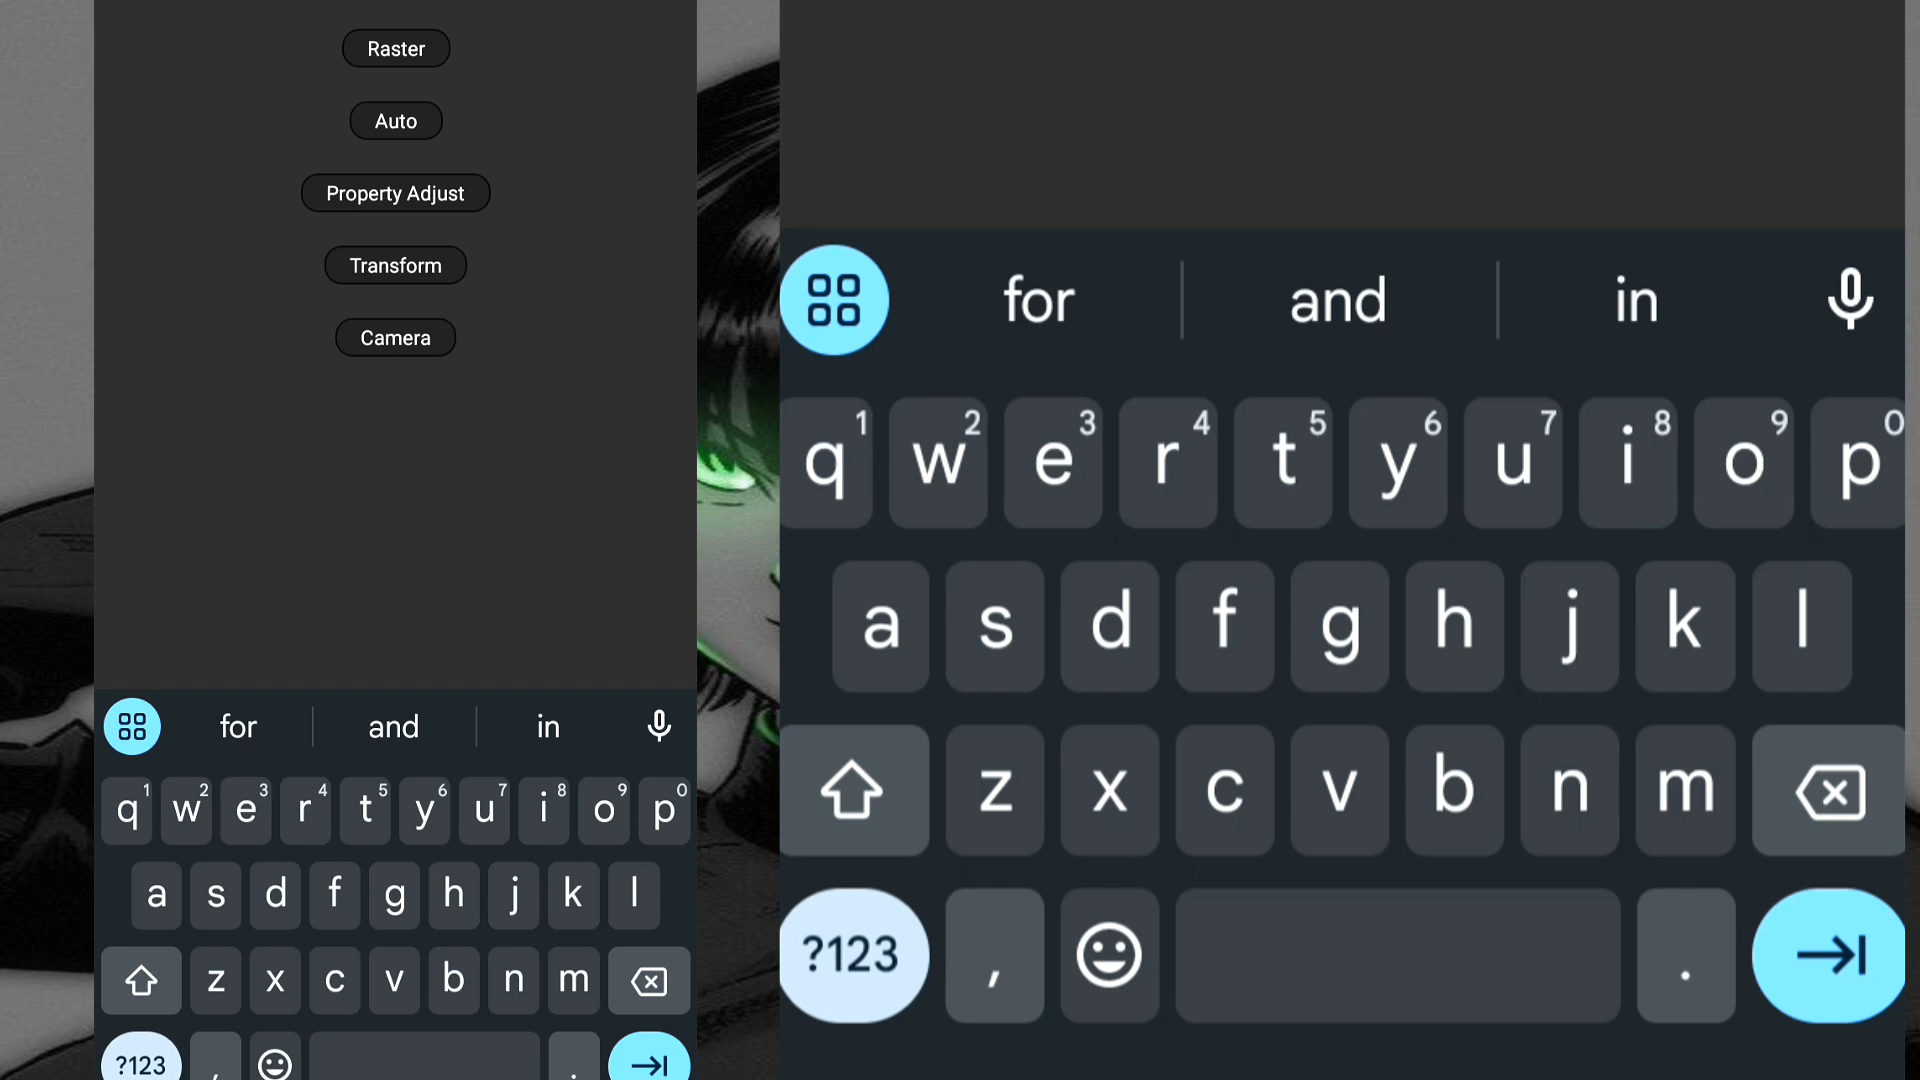 Raster
Auto
Property Adjust
Transform
Camera
for and in
q1 w2 e3 r4 t5 y6 u7 i8 o9 p0
a s d f g h j k l
z x c v b n m
?123 , .
for and in
q1 w2 e3 r4 t5 y6 u7 i8 o9 p0
a s d f g h j k l
z x c v b n m
?123 , .